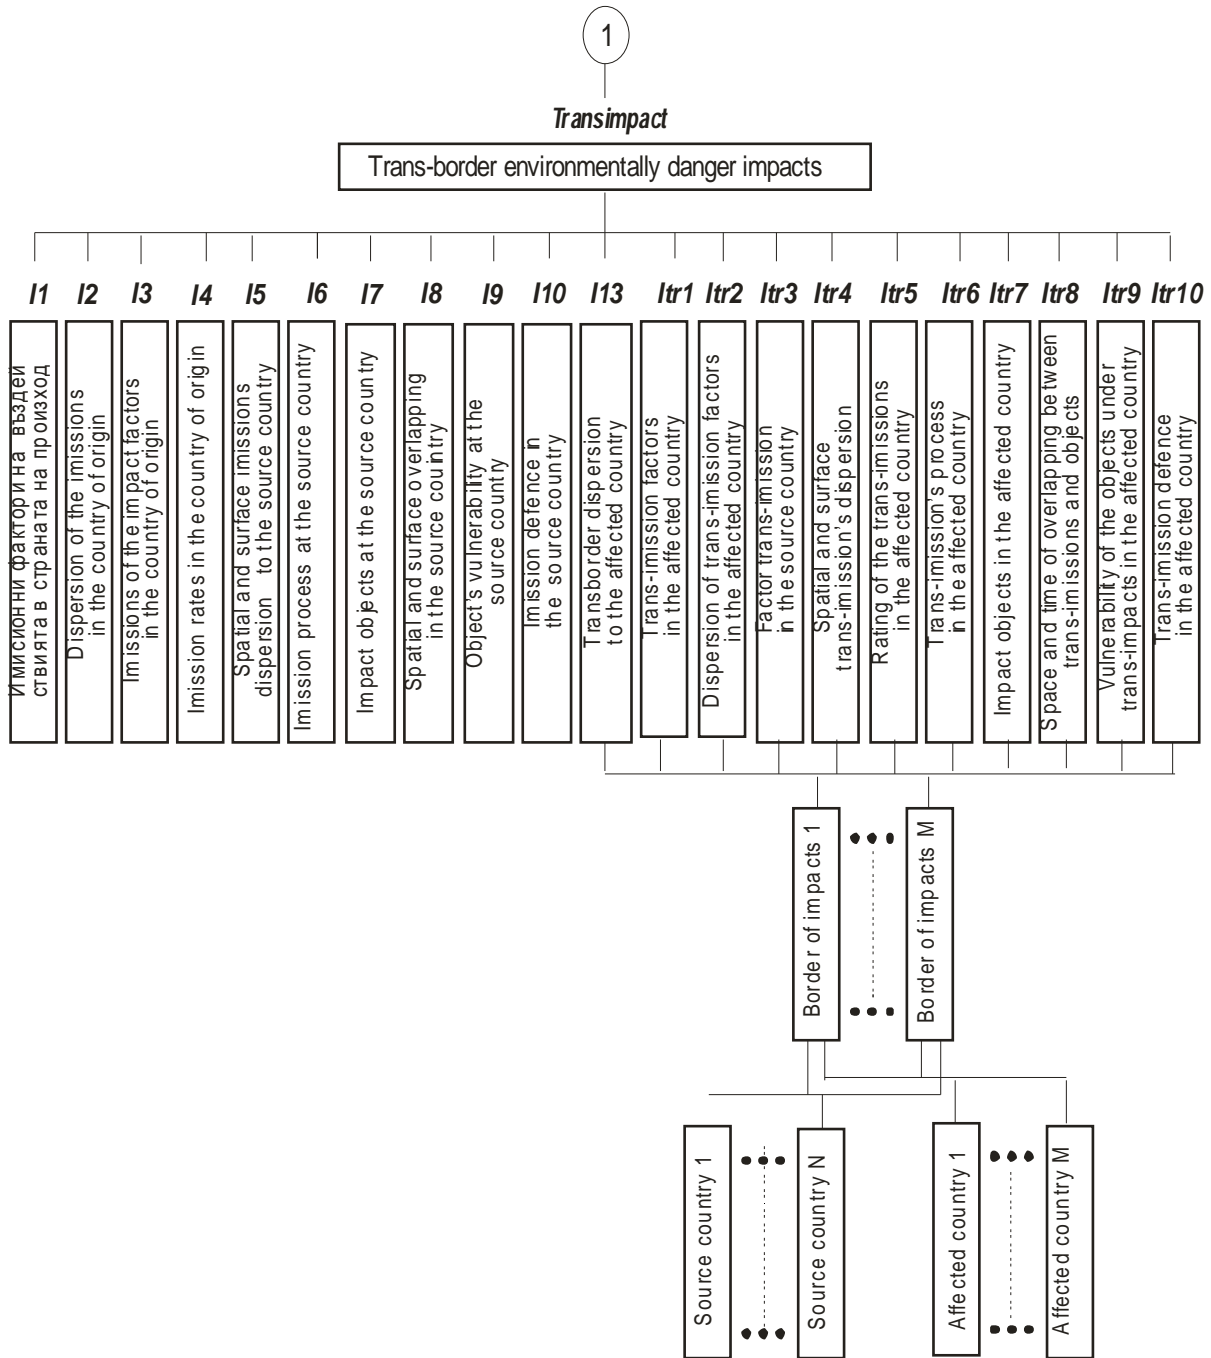 1
Transimpact
Trans-border environmentally danger impacts
I1 I2 I3 I4 I5 I6 I7 I8 I9 I10 I13 Itr1 Itr2 Itr3 Itr4 Itr5 Itr6 Itr7 Itr8 Itr9 Itr10
Имисионни фактори на въздей
ствията в страната на произход
Dispersion of the imissions
in the country of origin
Imissions of the impact factors
in the country of origin
Imission rates in the country of origin
Spatial and surface imissions
dispersion to the source country
Imission process at the source country
Impact objects at the source country
Spatial and surface overlapping
in the source country
Object's vulnerability at the
source country
Imission defence in
the source country
Transborder dispersion
to the affected country
Trans-imission factors
in the affected country
Dispersion of trans-imission factors
in the affected country
Factor trans-imission
in the source country
Spatial and surface
trans-imission's dispersion
Rating of the trans-imissions
in the affected country
Trans-imission's process
in the affected country
Impact objects in the affected country
Space and time of overlapping between
trans-imissions and objects
Vulnerability of the objects under
trans-impacts in the affected country
Trans-imission defence
in the affected country
Border of impacts 1
Border of impacts M
Source country 1
Source country N
Affected country 1
Affected country M